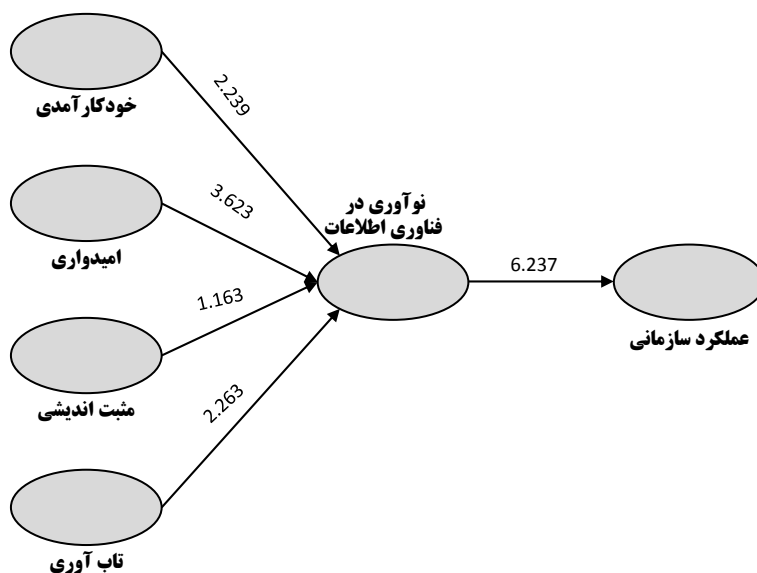 2.239
خودکارآمدی
3.623
نوآوری در
فناوری اطلاعات
امیدواری
6.237
1.163
عملکرد سازمانی
مثبت اندیشی
2.263
تاب آوری